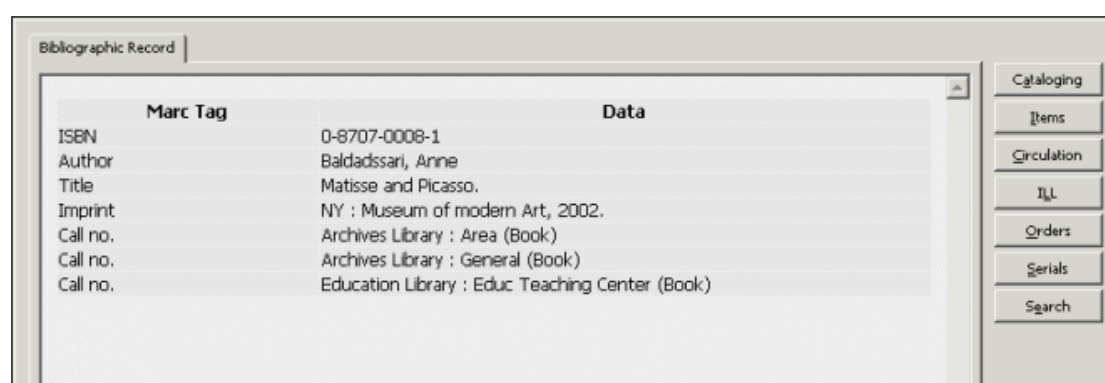 Bibliographic Record
Marc Tag Data
ISBN 0-8707-0008-1
Author Baldadssari, Anne
Title Matisse and Picasso.
Imprint NY : Museum of modern Art, 2002.
Call no. Archives Library : Area (Book)
Call no. Archives Library : General (Book)
Call no. Education Library : Educ Teaching Center (Book)
Cataloging
Items
Circulation
ILL
Orders
Serials
Search